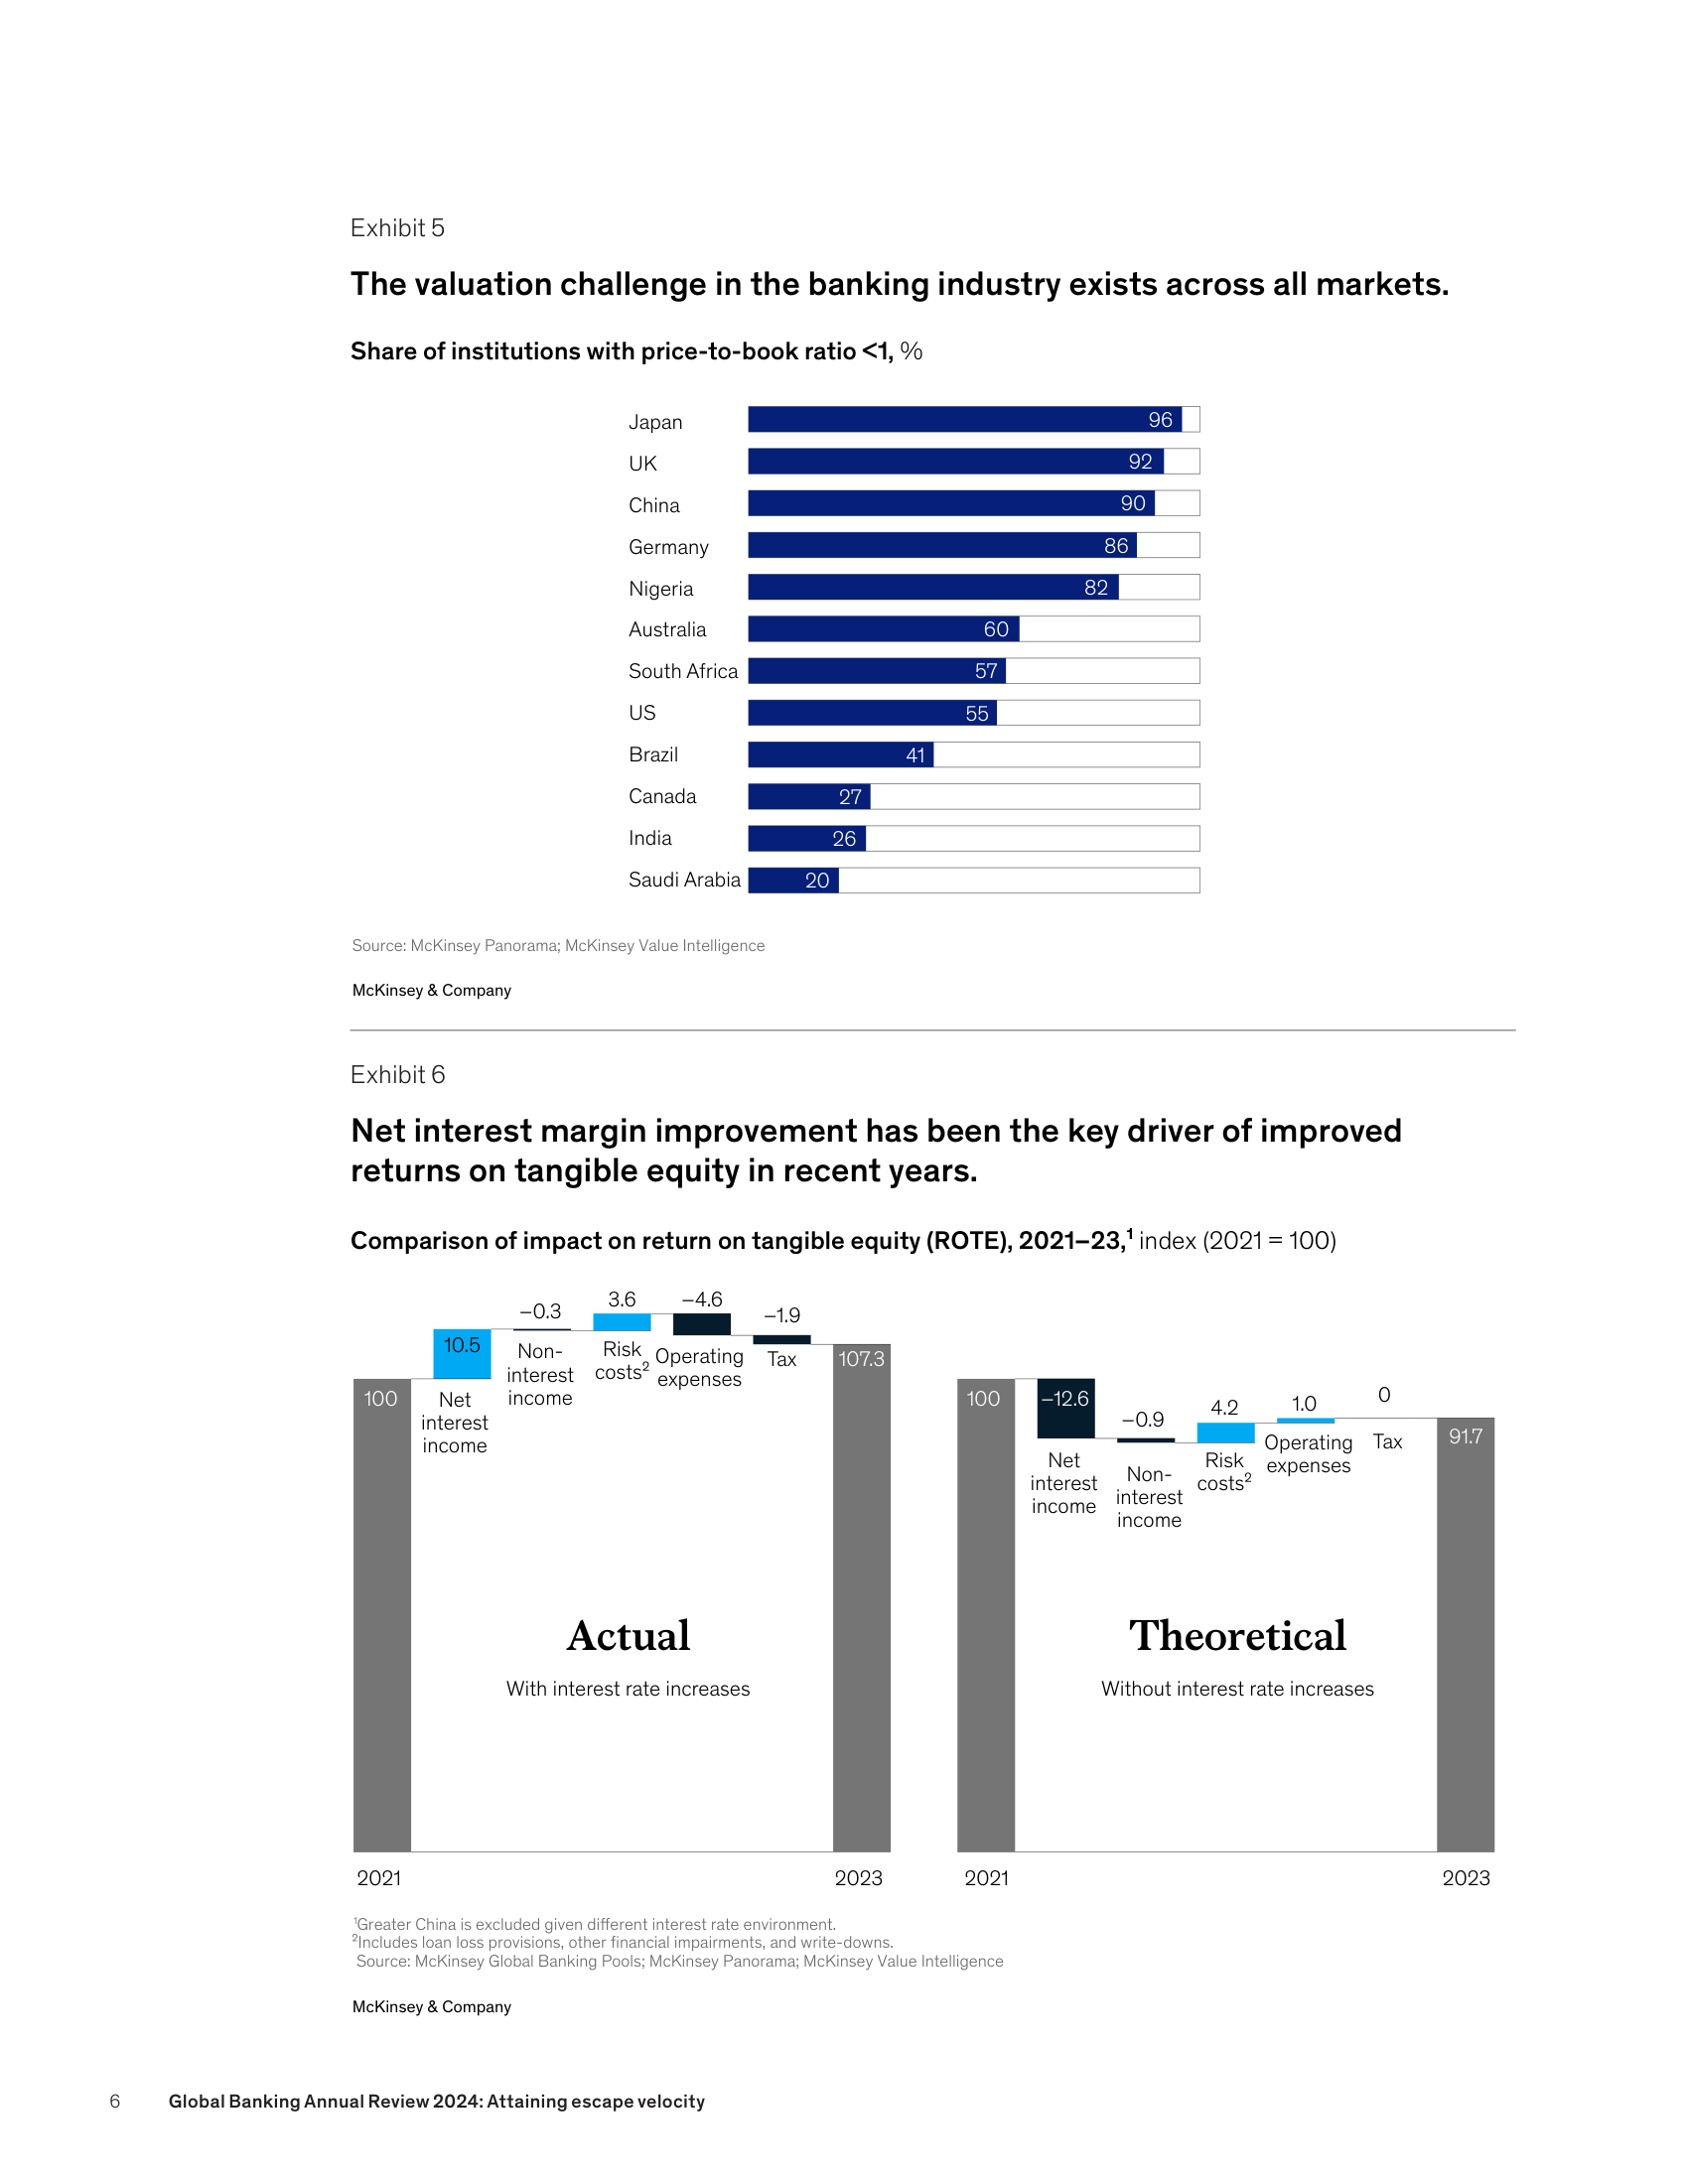 Exhibit 5
The valuation challenge in the banking industry exists across all markets.
Share of institutions with price-to-book ratio <1, %
Japan 96
UK 92
China 90
Germany 86
Nigeria 82
Australia 60
South Africa 57
US 55
Brazil 41
Canada 27
India 26
Saudi Arabia 20
Source: McKinsey Panorama; McKinsey Value Intelligence
McKinsey & Company
Exhibit 6
Net interest margin improvement has been the key driver of improved
returns on tangible equity in recent years.
Comparison of impact on return on tangible equity (ROTE), 2021–23,¹ index (2021 = 100)
100
10.5
Net
interest
income
–0.3
Non-
interest
income
3.6
Risk
costs²
–4.6
Operating
expenses
–1.9
Tax
107.3
Actual
With interest rate increases
2021
2023
100
–12.6
Net
interest
income
–0.9
Non-
interest
income
4.2
Risk
costs²
1.0
Operating
expenses
0
Tax
91.7
Theoretical
Without interest rate increases
2021
2023
¹Greater China is excluded given different interest rate environment.
²Includes loan loss provisions, other financial impairments, and write-downs.
Source: McKinsey Global Banking Pools; McKinsey Panorama; McKinsey Value Intelligence
McKinsey & Company
6 Global Banking Annual Review 2024: Attaining escape velocity